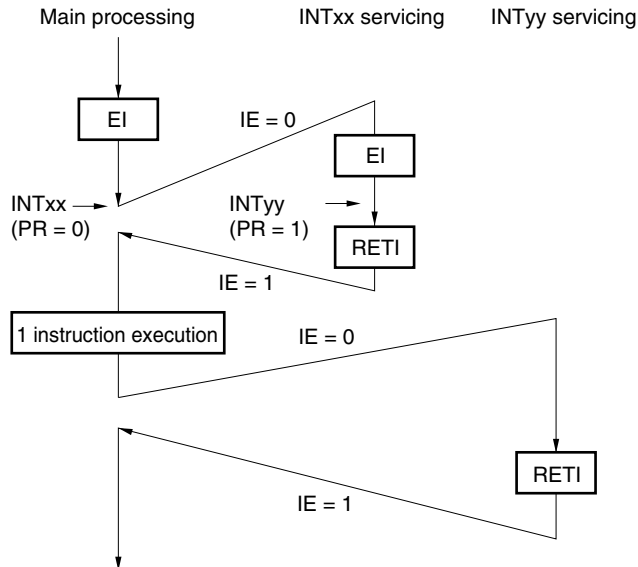 Main processing
INTxx servicing
INTyy servicing
EI
IE = 0
EI
INTxx
(PR = 0)
INTyy
(PR = 1)
RETI
IE = 1
1 instruction execution
IE = 0
RETI
IE = 1